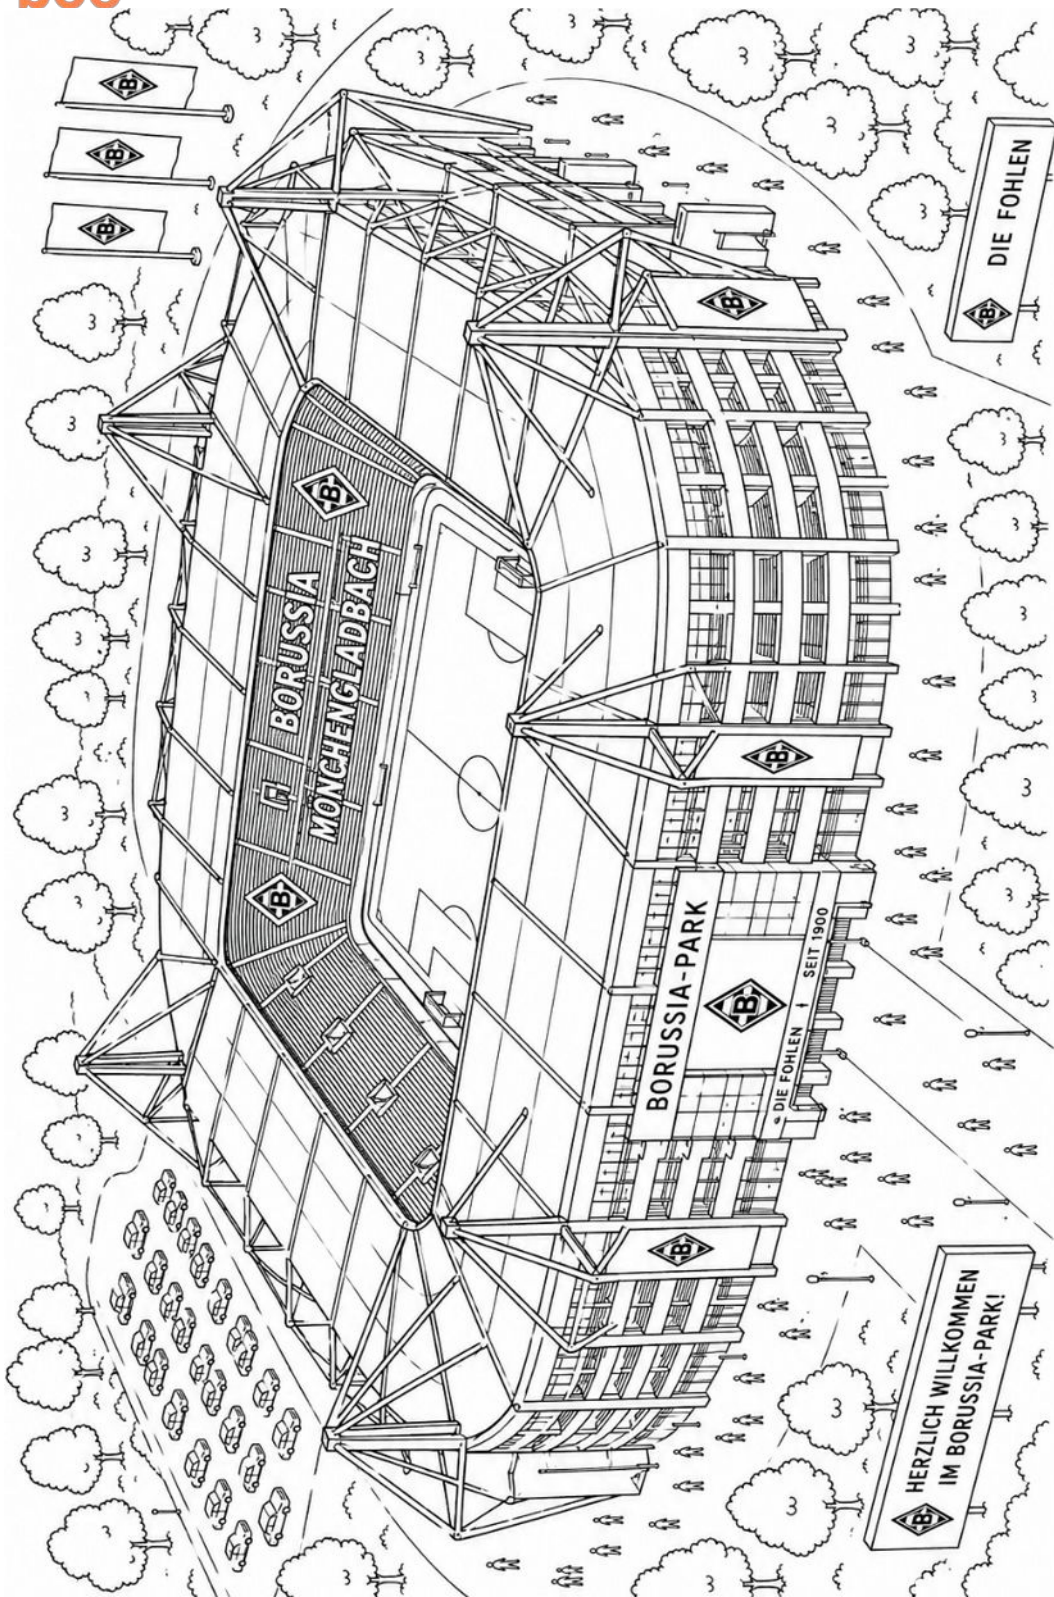 BORUSSIA
MÖNCHENGLADBACH
B
B
B
B
B
B
B
B
BORUSSIA-PARK
B
DIE FOHLEN
SEIT 1900
B
HERZLICH WILLKOMMEN
IM BORUSSIA-PARK!
B
DIE FOHLEN